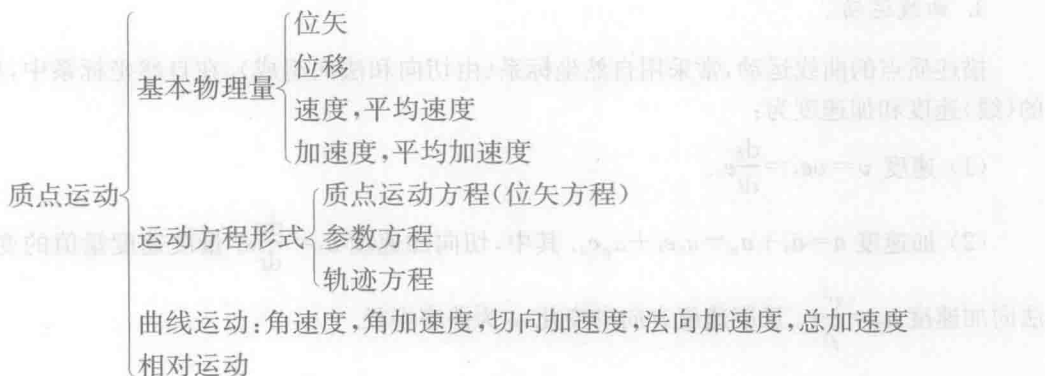 位矢
位移
基本物理量
速度,平均速度
加速度,平均加速度
质点运动
质点运动方程(位矢方程)
运动方程形式
参数方程
轨迹方程
曲线运动:角速度,角加速度,切向加速度,法向加速度,总加速度
相对运动